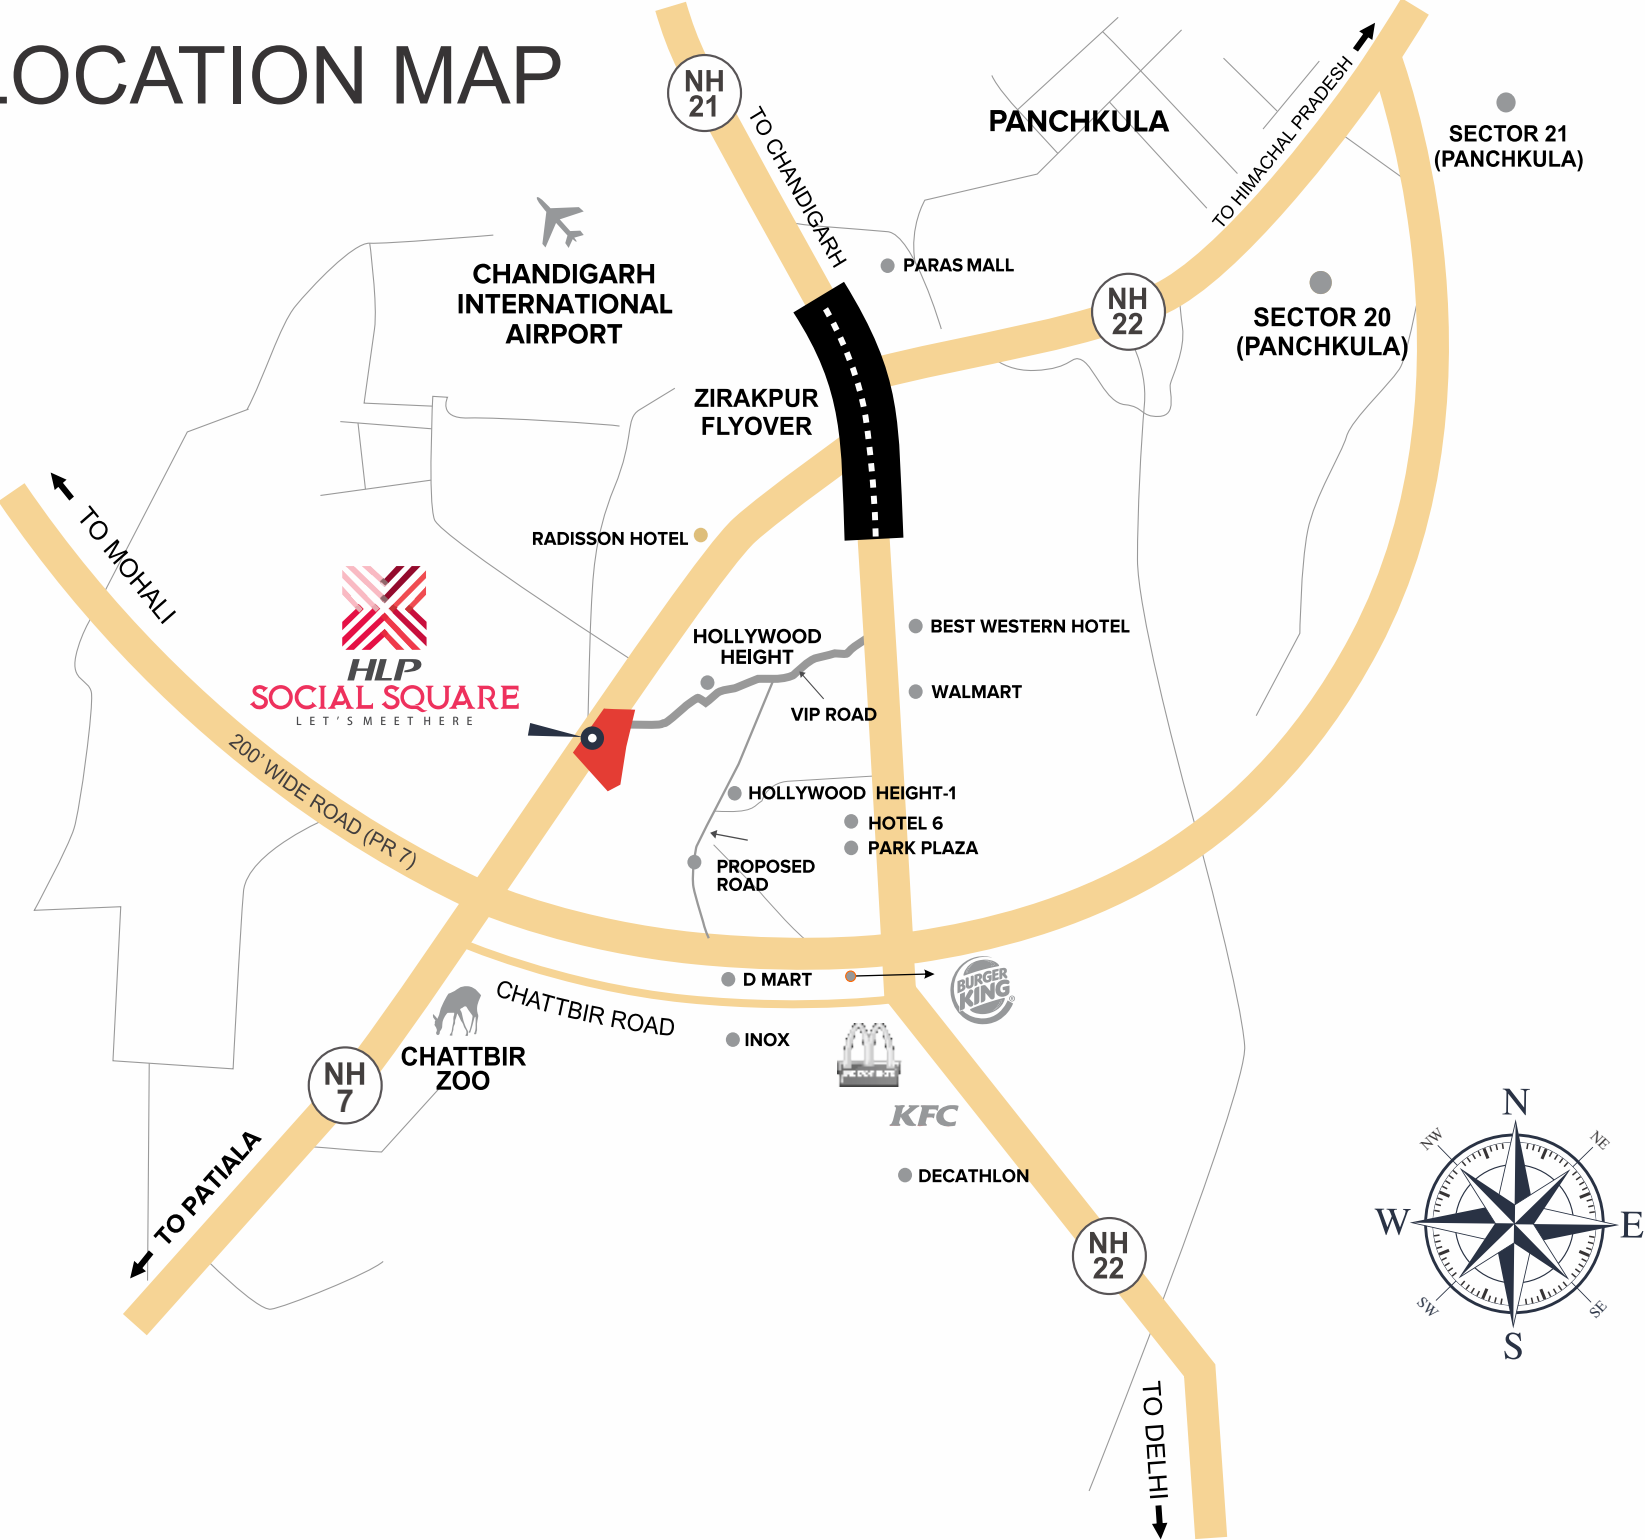 LOCATION MAP
NH
21
TO CHANDIGARH
PANCHKULA
TO HIMACHAL PRADESH
SECTOR 21
(PANCHKULA)
CHANDIGARH
INTERNATIONAL
AIRPORT
PARAS MALL
NH
22
SECTOR 20
(PANCHKULA)
ZIRAKPUR
FLYOVER
TO MOHALI
RADISSON HOTEL
HLP
SOCIAL SQUARE
LET'S MEET HERE
HOLLYWOOD
HEIGHT
BEST WESTERN HOTEL
WALMART
VIP ROAD
200' WIDE ROAD (PR 7)
HOLLYWOOD HEIGHT-1
HOTEL 6
PARK PLAZA
PROPOSED
ROAD
D MART
BURGER
KING
®
CHATTBIR ROAD
INOX
CHATTBIR
ZOO
NH
7
KFC
TO PATIALA
DECATHLON
NH
22
TO DELHI
N
NW
NE
W
E
SW
SE
S